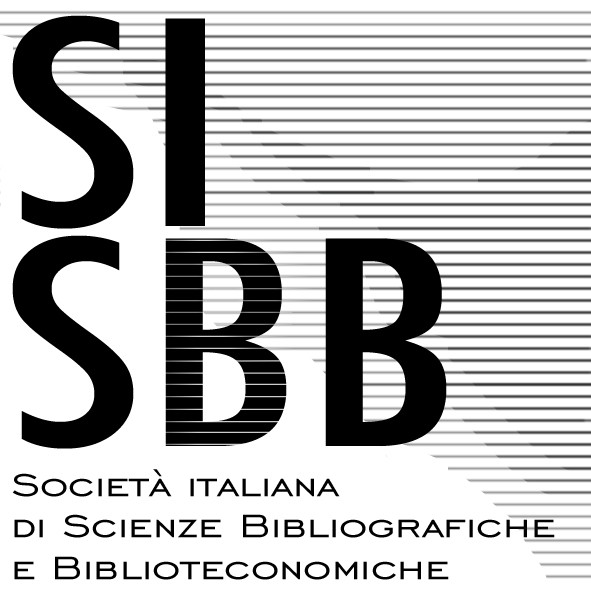 SI
SBB
Società italiana
di Scienze Bibliografiche
e Biblioteconomiche